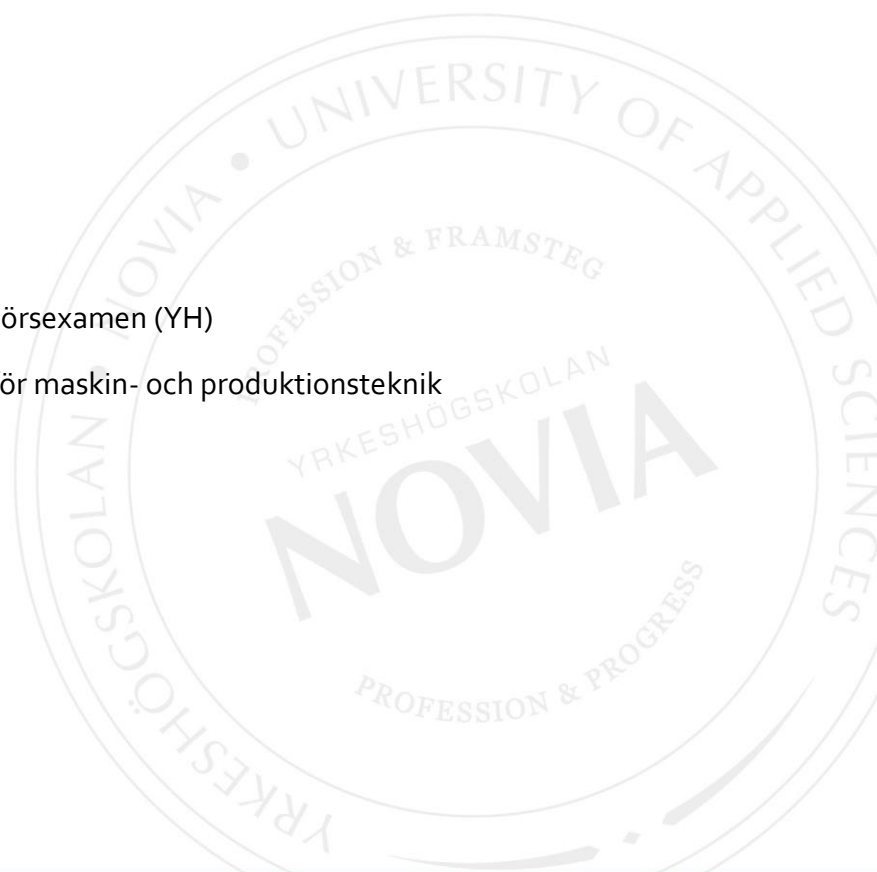 UNIVERSITY OF APPLIED SCIENCES
YRKESHÖGSKOLAN • NOVIA •
PROFESSION & FRAMSTEG
örsexamen (YH)
ör maskin- och produktionsteknik
YRKESHÖGSKOLAN
NOVIA
PROFESSION & PROGRESS